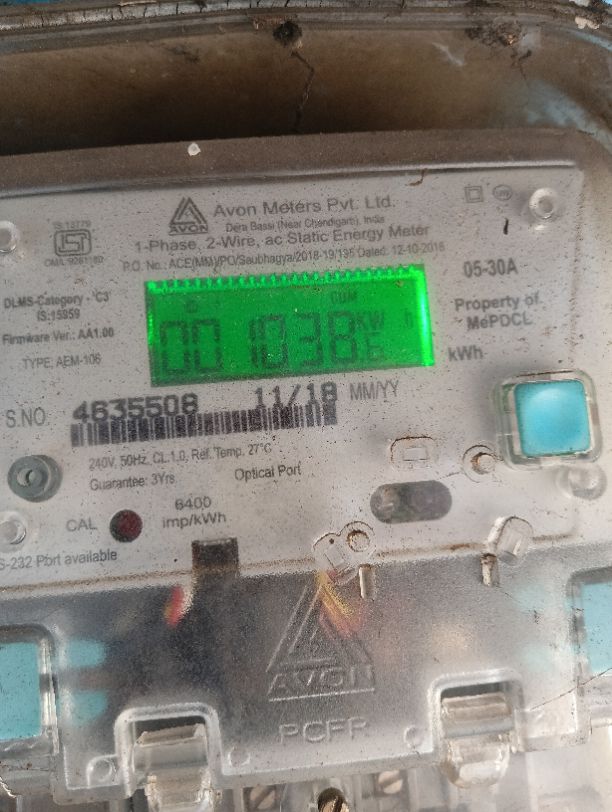 Avon Meters Pvt. Ltd.
AVON
Dera Bassi (Near Chandigarh), India
1-Phase, 2-Wire, ac Static Energy Meter
P.O. No.: ACE(MM)/PO/Saubhagya/2018-19/195 Dated: 12-10-2018
IS:13779
05-30A
DLMS-Category - 'C3'
IS:15959
Property of
MePDCL
CUM
Firmware Ver.: AA1.00
001038.6 KW h
kWh
TYPE: AEM-106
S.NO. 4635508 11/18 MM/YY
240V, 50Hz, CL.1.0, Ref. Temp. 27°C
Guarantee: 3Yrs.
Optical Port
CAL
6400
imp/kWh
S-232 Port available
AVON